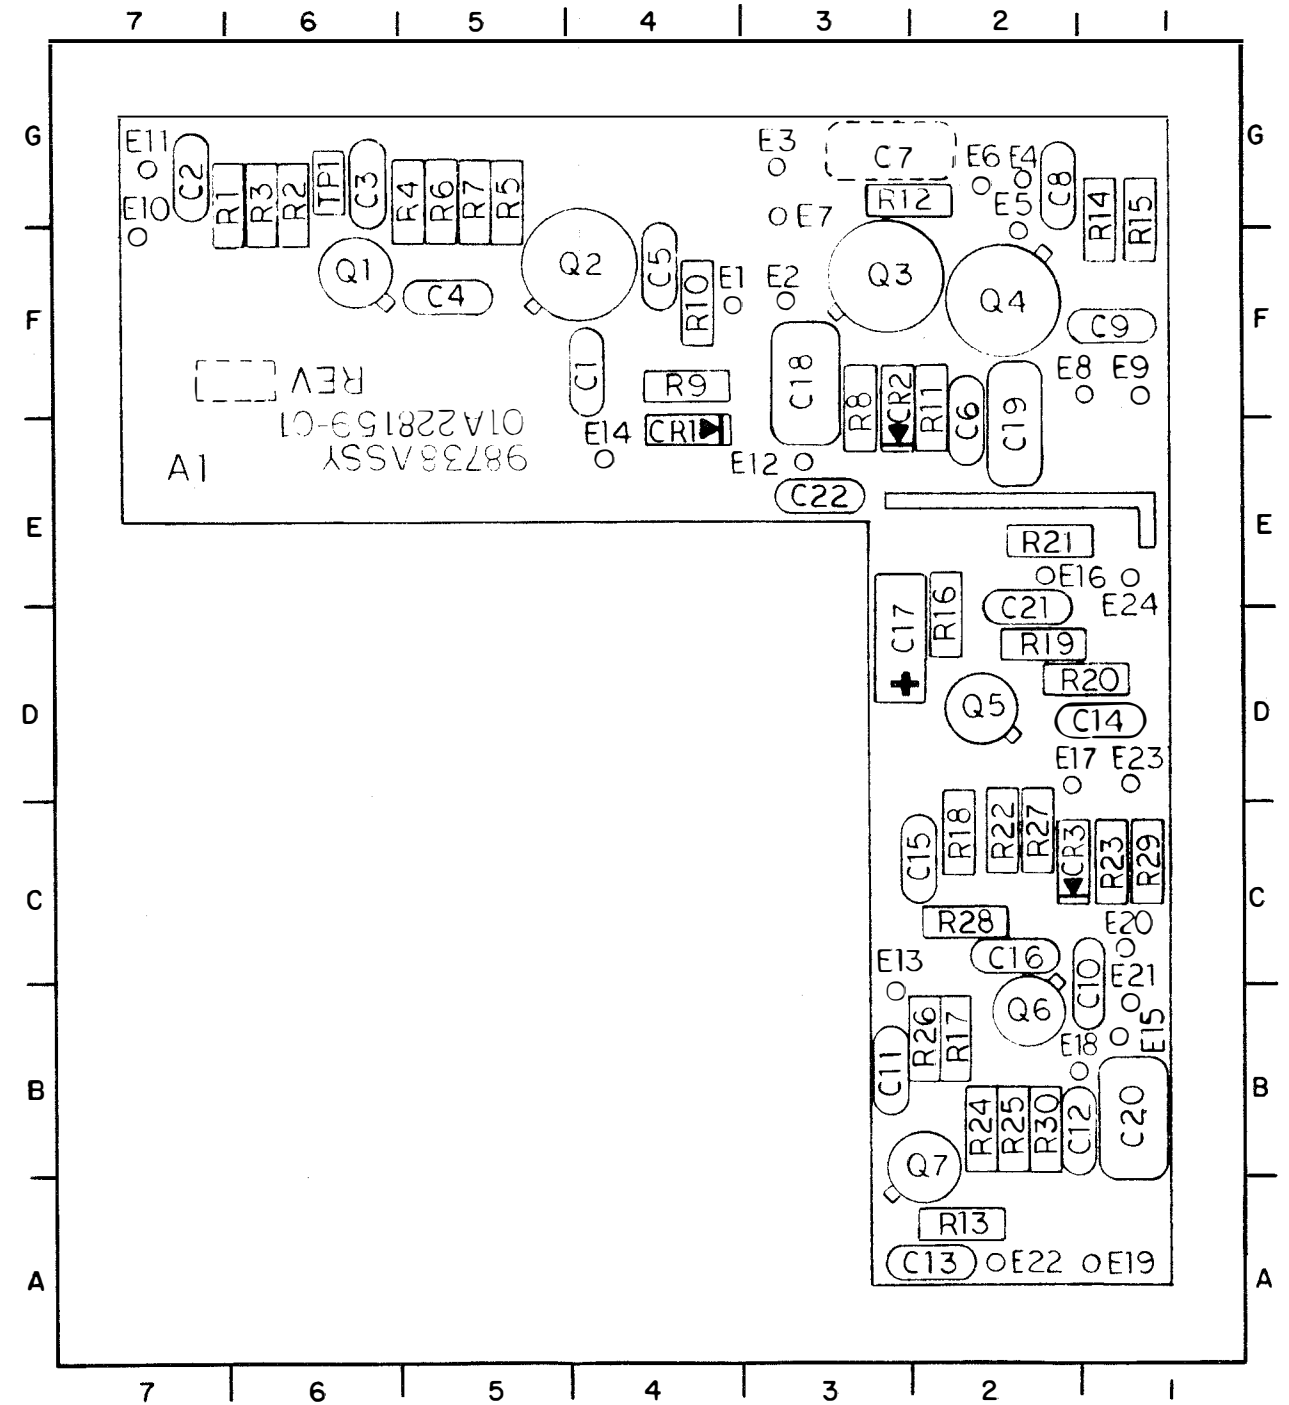 7 6 5 4 3 2 1
G G
E11 C2 R1 R3 R2 TP1 C3 R4 R6 R7 R5 E3 C7 E6 E4 C8 R14 R15
E10 E7 R12 E5
Q1 C4 Q2 C5 R10 E1 E2 Q3 Q4 C9
F F
REV C1 R9 C18 R8 CR2 R11 C6 C19 E8 E9
01A228159-01
98738ASSY
A1 E14 CR1 E12
C22
E E
R21
E16 E24
C17 R16 C21
R19
R20
D Q5 C14 D
E17 E23
C15 R18 R22 R27 CR3 R23 R29
C C
R28 E20
E13 C16 C10 E21
Q6 E15
C11 R26 R17 E18
B B
R24 R25 R30 C12 C20
Q7
R13
A C13 E22 E19 A
7 6 5 4 3 2 1